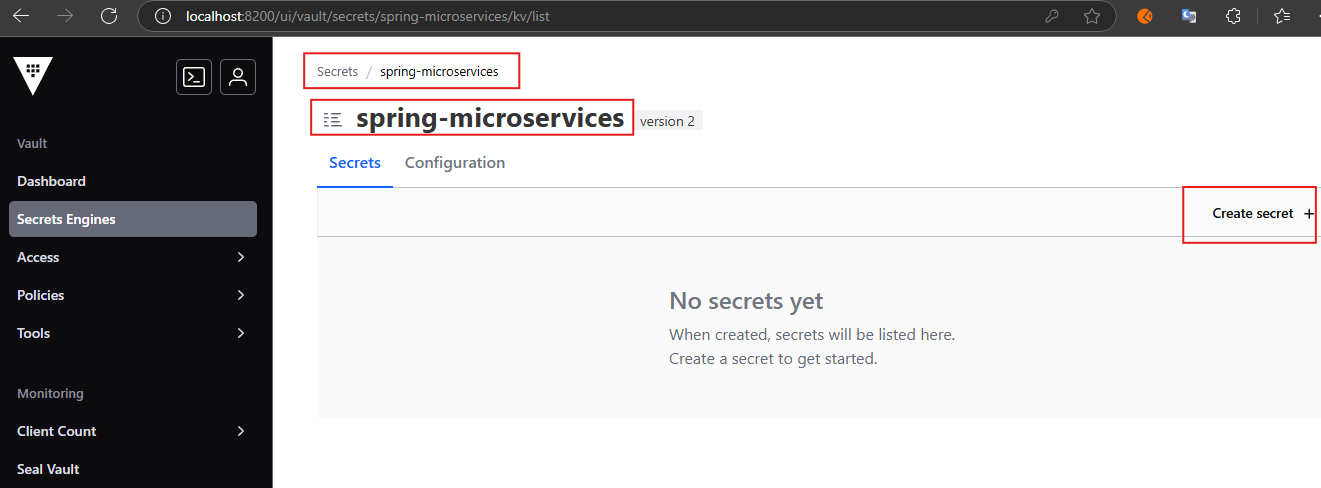 localhost:8200/ui/vault/secrets/spring-microservices/kv/list
Vault
Dashboard
Secrets Engines
Access
Policies
Tools
Monitoring
Client Count
Seal Vault
Secrets / spring-microservices
spring-microservices version 2
Secrets Configuration
Create secret +
No secrets yet
When created, secrets will be listed here.
Create a secret to get started.